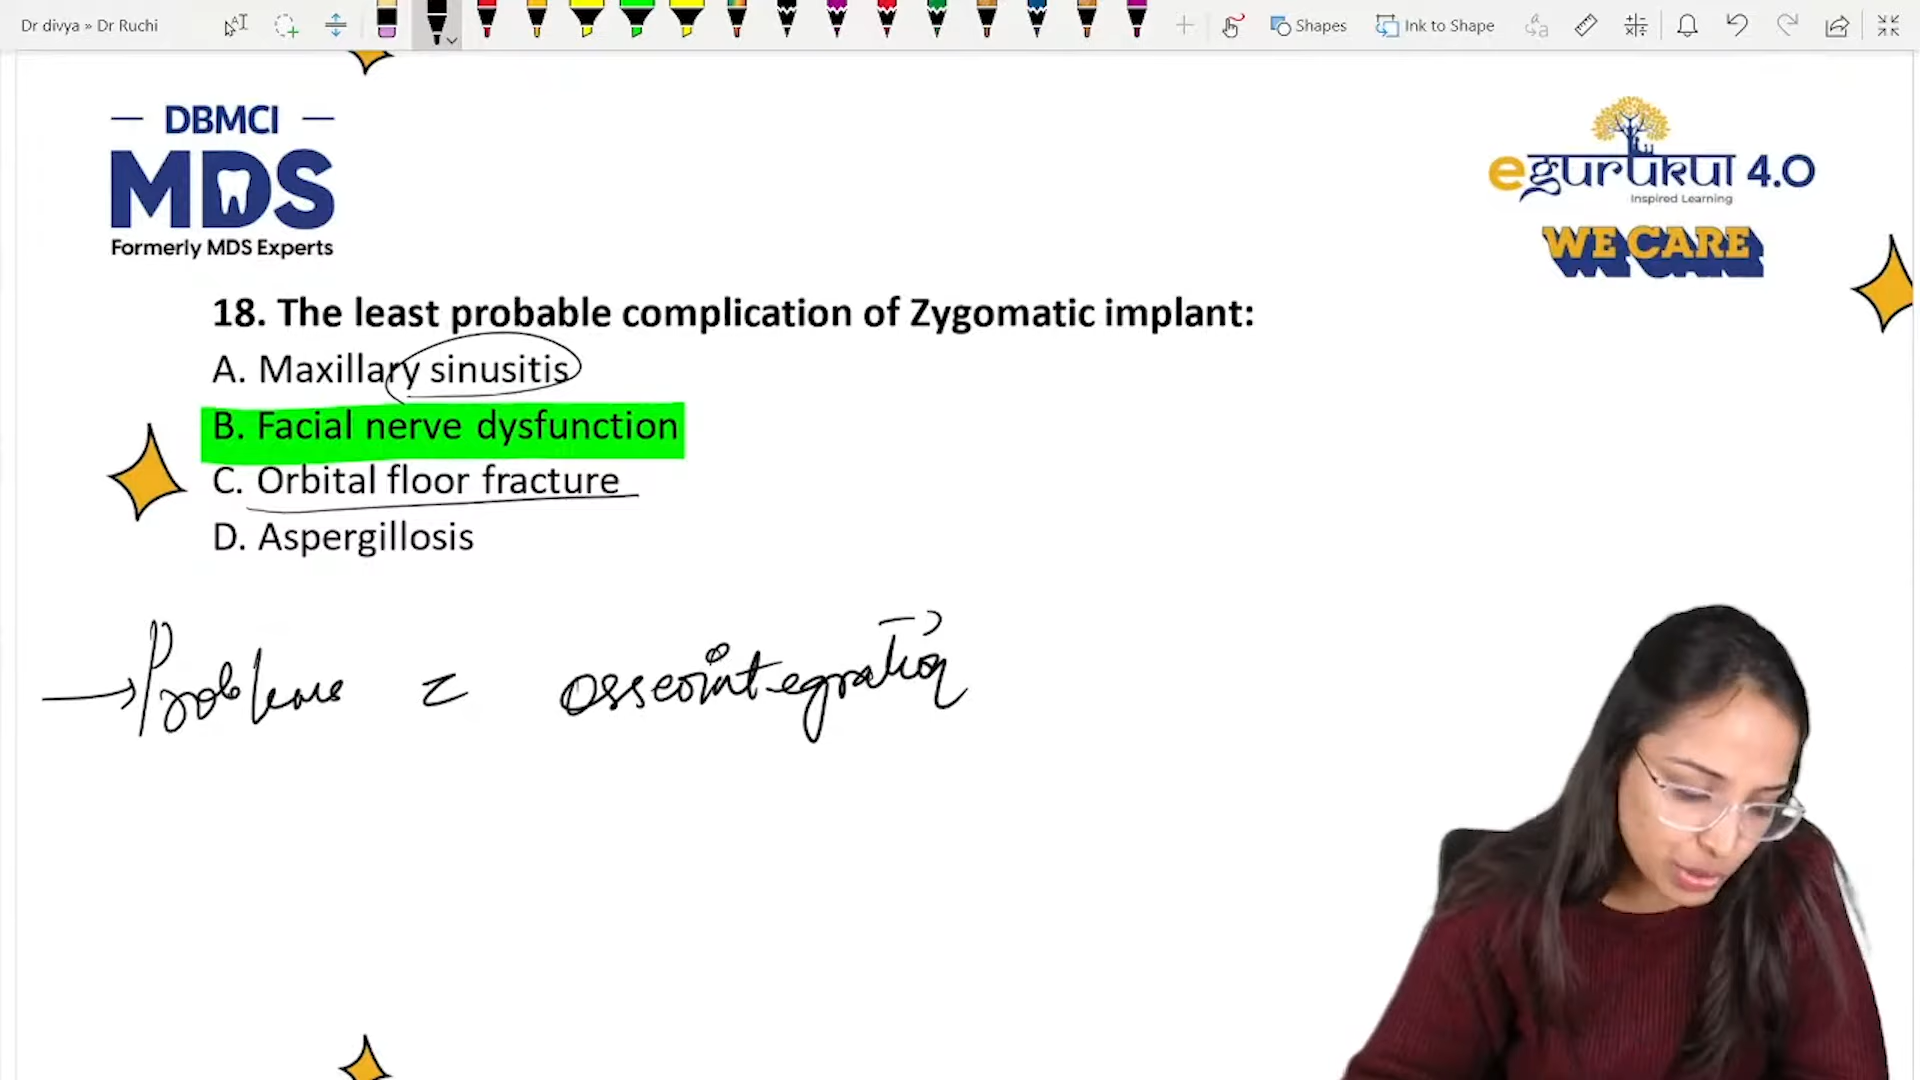 Dr divya » Dr Ruchi
Shapes
Ink to Shape
DBMCI
MDS
Formerly MDS Experts
eGurukul 4.0
Inspired Learning
WE CARE
18. The least probable complication of Zygomatic implant:
A. Maxillary sinusitis
B. Facial nerve dysfunction
C. Orbital floor fracture
D. Aspergillosis
→ Problems = osseointegration